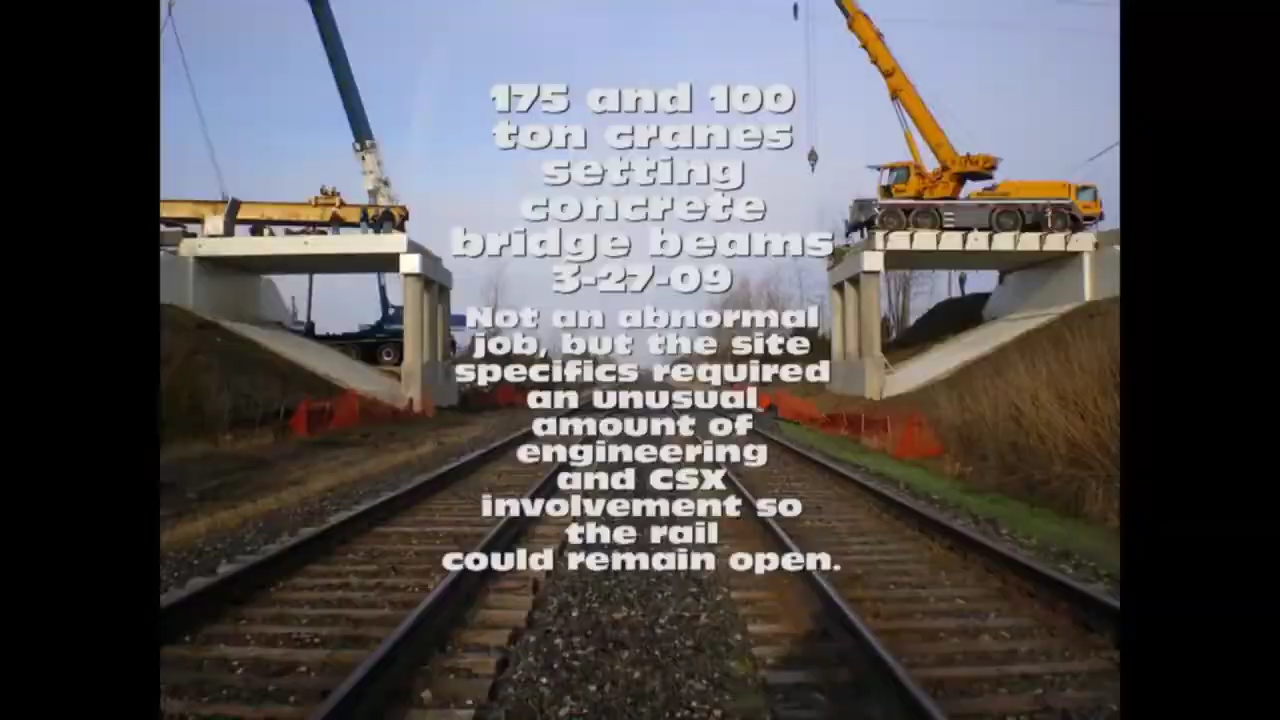 175 and 100
ton cranes
setting
concrete
bridge beams
3-27-09
Not an abnormal
job, but the site
specifics required
an unusual
amount of
engineering
and CSX
involvement so
the rail
could remain open.